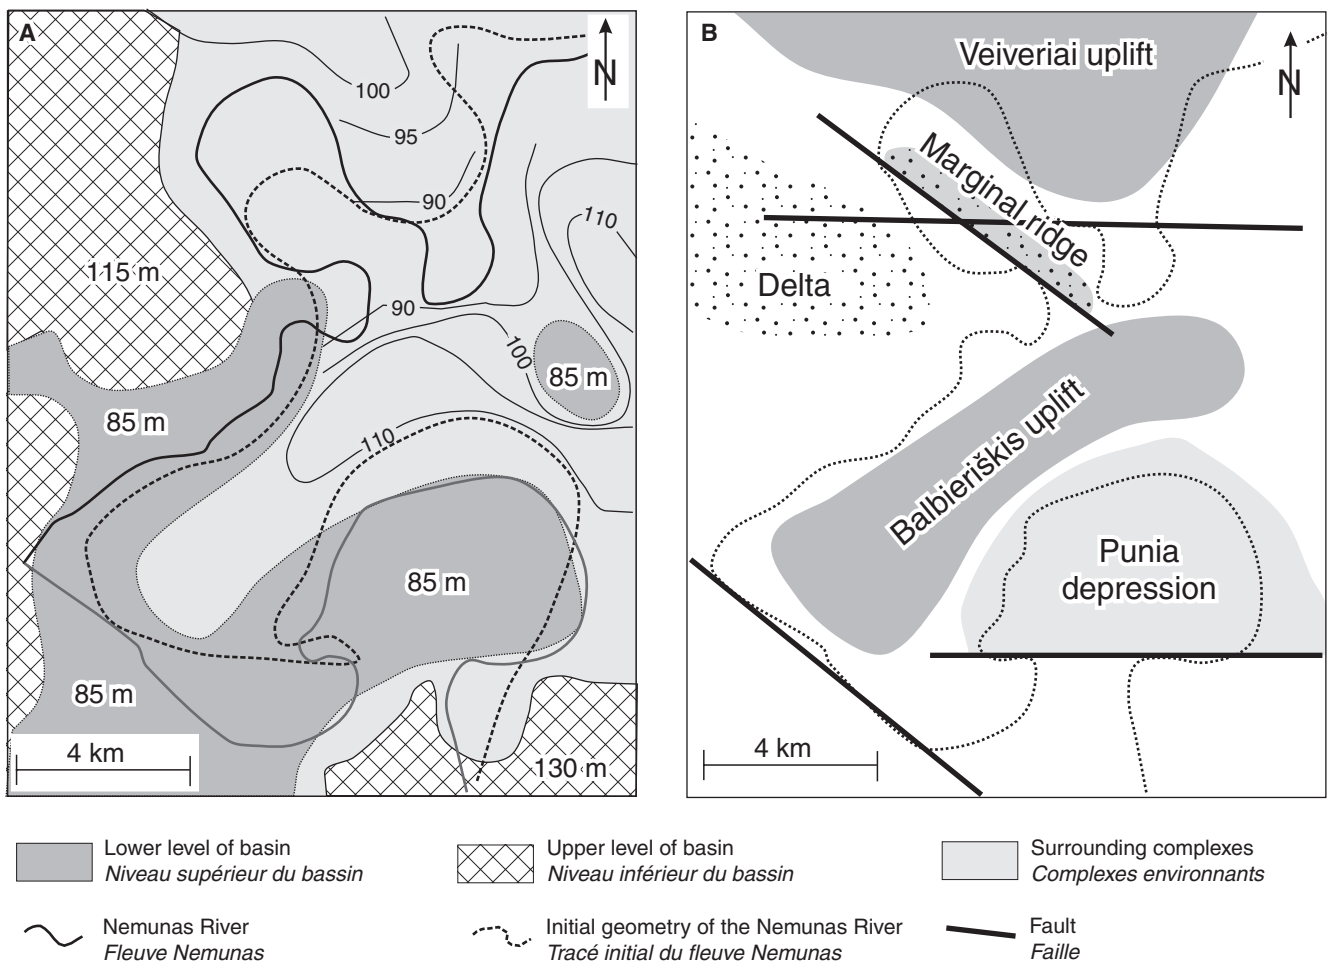 A
N
100
95
90
110
115 m
90
100
85 m
85 m
110
85 m
85 m
4 km
130 m
B
Veiveriai uplift
N
Marginal ridge
Delta
Balbieriškis uplift
Punia
depression
4 km
Lower level of basin
Niveau supérieur du bassin
Upper level of basin
Niveau inférieur du bassin
Surrounding complexes
Complexes environnants
Nemunas River
Fleuve Nemunas
Initial geometry of the Nemunas River
Tracé initial du fleuve Nemunas
Fault
Faille